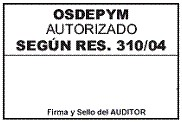 OSDEPYM
AUTORIZADO
SEGÚN RES. 310/04
Firma y Sello del AUDITOR